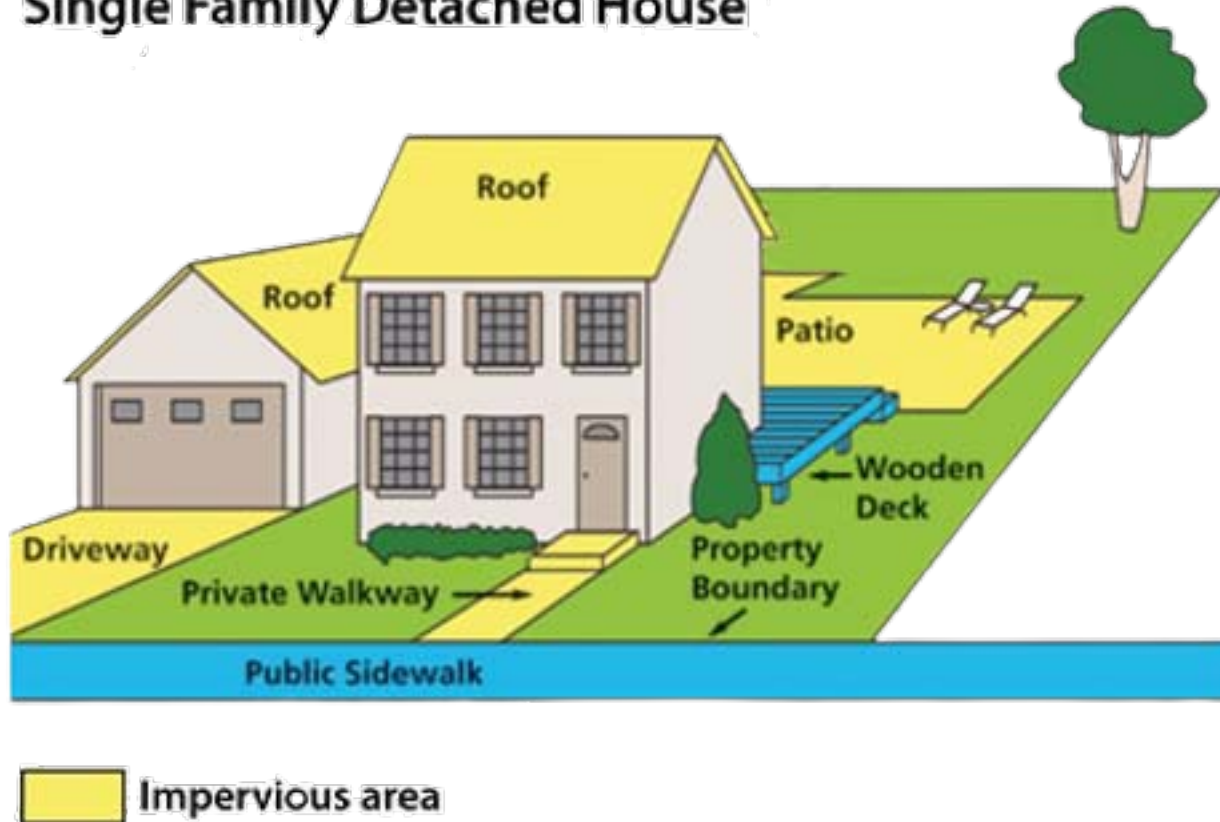 Single Family Detached House
Roof
Roof
Patio
Wooden
Deck
Driveway
Property
Boundary
Private Walkway
Public Sidewalk
Impervious area